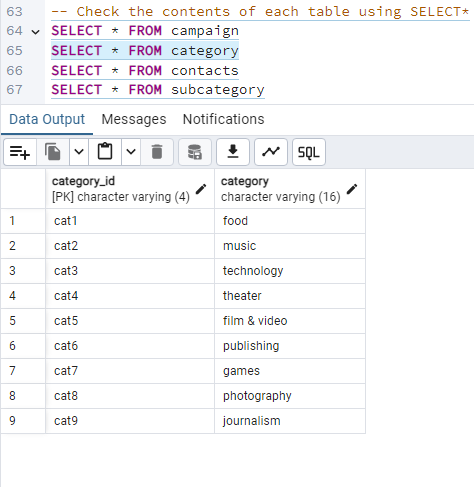 63 -- Check the contents of each table using SELECT*
64 SELECT * FROM campaign
65 SELECT * FROM category
66 SELECT * FROM contacts
67 SELECT * FROM subcategory
Data Output Messages Notifications
SQL
category_id category
[PK] character varying (4) character varying (16)
1 cat1 food
2 cat2 music
3 cat3 technology
4 cat4 theater
5 cat5 film & video
6 cat6 publishing
7 cat7 games
8 cat8 photography
9 cat9 journalism